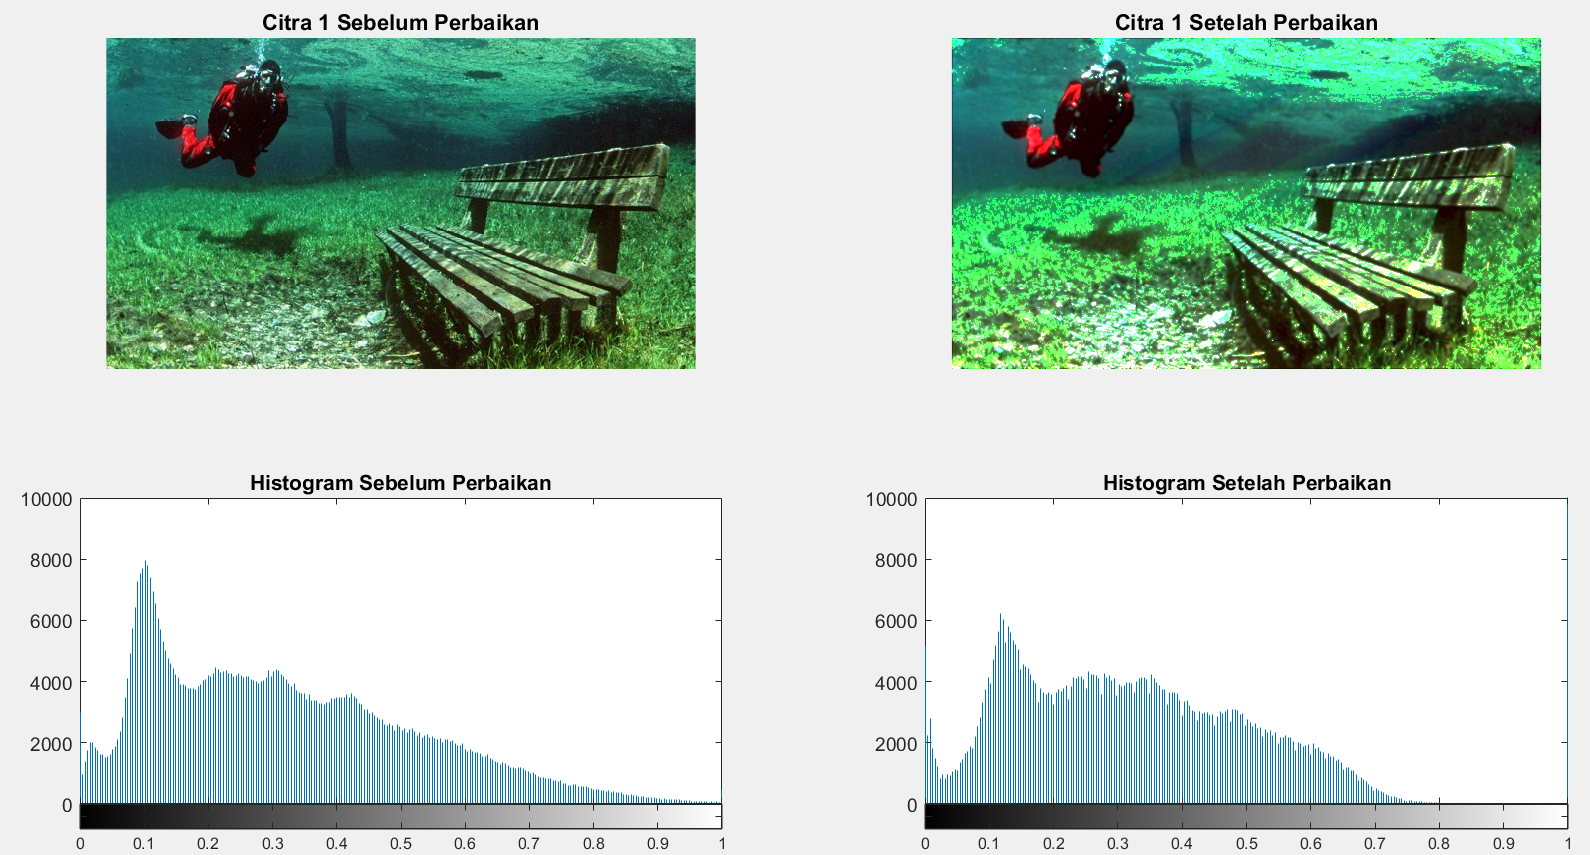 Citra 1 Sebelum Perbaikan
Citra 1 Setelah Perbaikan
Histogram Sebelum Perbaikan
10000
8000
6000
4000
2000
0
0 0.1 0.2 0.3 0.4 0.5 0.6 0.7 0.8 0.9 1
Histogram Setelah Perbaikan
10000
8000
6000
4000
2000
0
0 0.1 0.2 0.3 0.4 0.5 0.6 0.7 0.8 0.9 1